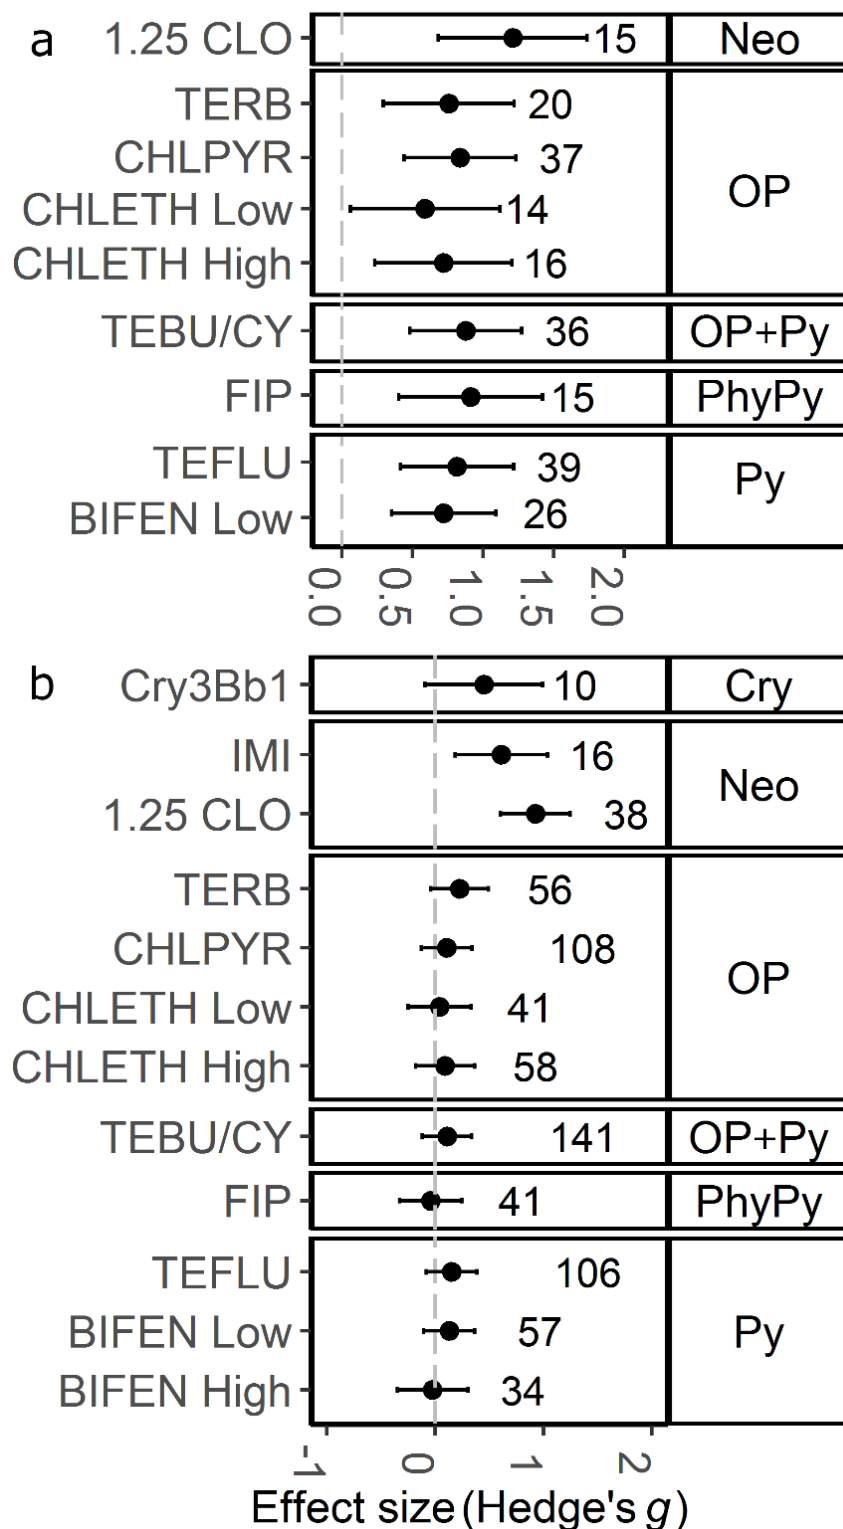 a
1.25 CLO 15 Neo
TERB 20
CHLPYR 37
OP
CHLETH Low 14
CHLETH High 16
TEBU/CY 36 OP+Py
FIP 15 PhyPy
TEFLU 39
Py
BIFEN Low 26
0.0 0.5 1.0 1.5 2.0
b
Cry3Bb1 10 Cry
IMI 16
Neo
1.25 CLO 38
TERB 56
CHLPYR 108
OP
CHLETH Low 41
CHLETH High 58
TEBU/CY 141 OP+Py
FIP 41 PhyPy
TEFLU 106
BIFEN Low 57 Py
BIFEN High 34
-1 0 1 2
Effect size (Hedge's g)